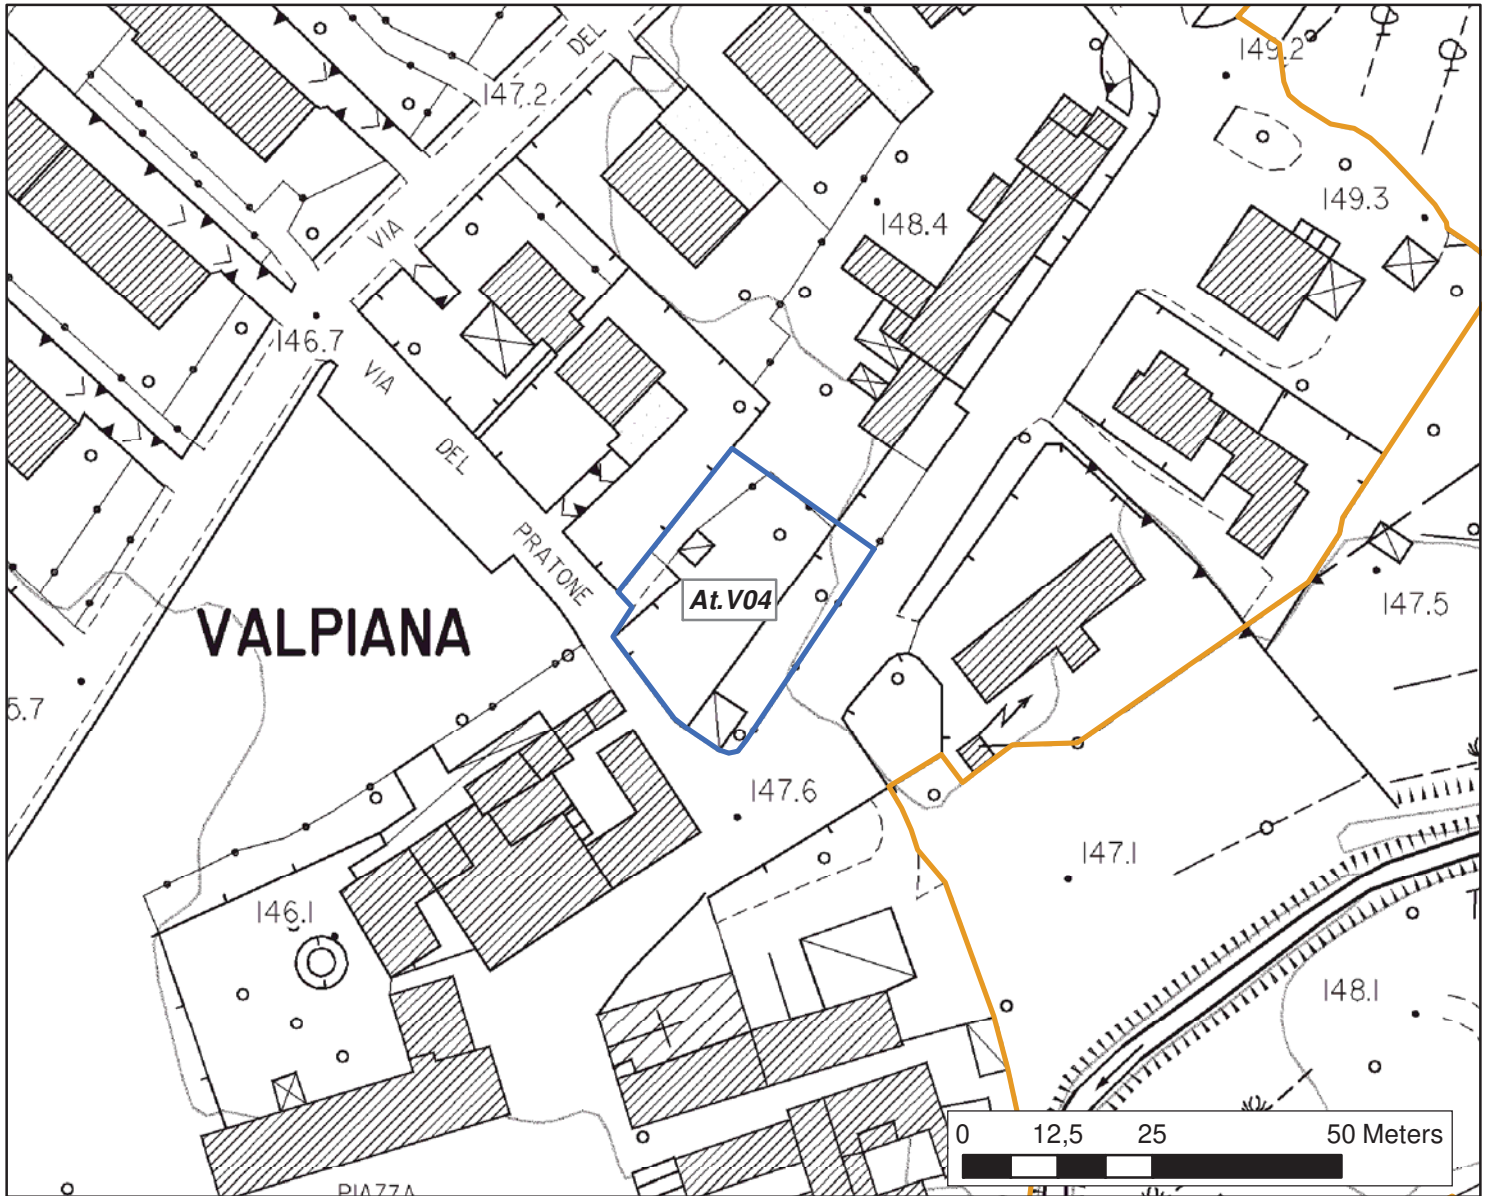 DEL
147.2
149.2
149.3
148.4
VIA
146.7
VIA
DEL
PRATONE
At.V04
VALPIANA
147.5
5.7
147.6
147.1
146.1
148.1
0 12,5 25 50 Meters
PIAZZA